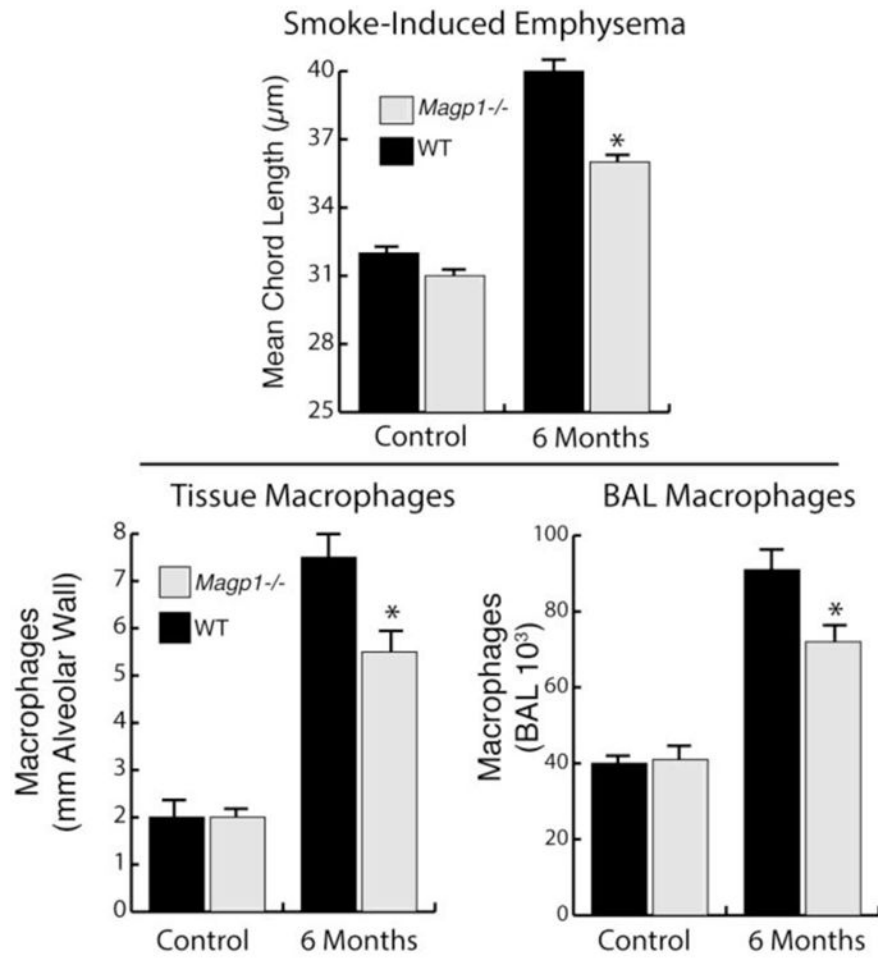 Smoke-Induced Emphysema
Mean Chord Length (μm)
40
37
34
31
28
25
Magp1-/-
WT
*
Control
6 Months
Tissue Macrophages
Macrophages
(mm Alveolar Wall)
8
7
6
5
4
3
2
1
0
Magp1-/-
WT
*
Control
6 Months
BAL Macrophages
Macrophages
(BAL 10³)
100
80
60
40
20
0
*
Control
6 Months